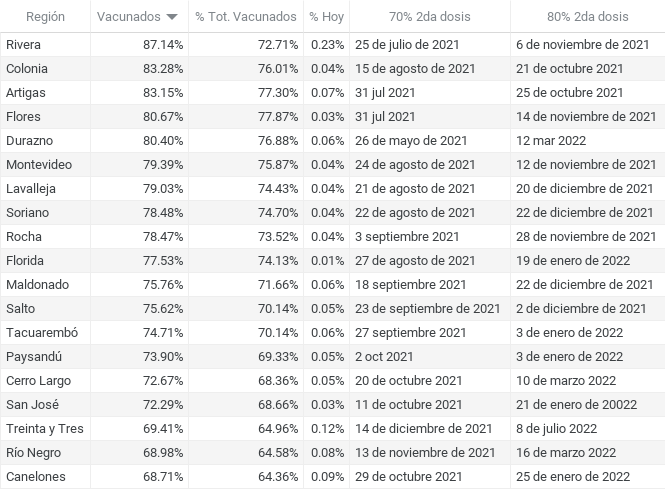 Región Vacunados % Tot. Vacunados % Hoy 70% 2da dosis 80% 2da dosis
Rivera 87.14% 72.71% 0.23% 25 de julio de 2021 6 de noviembre de 2021
Colonia 83.28% 76.01% 0.04% 15 de agosto de 2021 21 de octubre 2021
Artigas 83.15% 77.30% 0.07% 31 jul 2021 25 de octubre 2021
Flores 80.67% 77.87% 0.03% 31 jul 2021 14 de noviembre de 2021
Durazno 80.40% 76.88% 0.06% 26 de mayo de 2021 12 mar 2022
Montevideo 79.39% 75.87% 0.04% 24 de agosto de 2021 12 de noviembre de 2021
Lavalleja 79.03% 74.43% 0.04% 21 de agosto de 2021 20 de diciembre de 2021
Soriano 78.48% 74.70% 0.04% 22 de agosto de 2021 22 de diciembre de 2021
Rocha 78.47% 73.52% 0.04% 3 septiembre 2021 28 de noviembre de 2021
Florida 77.53% 74.13% 0.01% 27 de agosto de 2021 19 de enero de 2022
Maldonado 75.76% 71.66% 0.06% 18 septiembre 2021 22 de diciembre de 2021
Salto 75.62% 70.14% 0.05% 23 de septiembre de 2021 2 de diciembre de 2021
Tacuarembó 74.71% 70.14% 0.06% 27 septiembre 2021 3 de enero de 2022
Paysandú 73.90% 69.33% 0.05% 2 oct 2021 3 de enero de 2022
Cerro Largo 72.67% 68.36% 0.05% 20 de octubre 2021 10 de marzo 2022
San José 72.29% 68.66% 0.03% 11 de octubre 2021 21 de enero de 20022
Treinta y Tres 69.41% 64.96% 0.12% 14 de diciembre de 2021 8 de julio 2022
Río Negro 68.98% 64.58% 0.08% 13 de noviembre de 2021 16 de marzo 2022
Canelones 68.71% 64.36% 0.09% 29 de octubre 2021 25 de enero de 2022